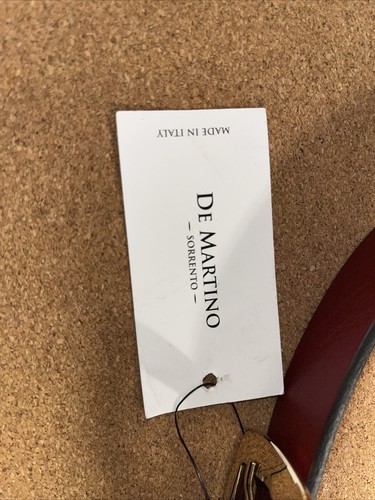 MADE IN ITALY
DE MARTINO
– SORRENTO –